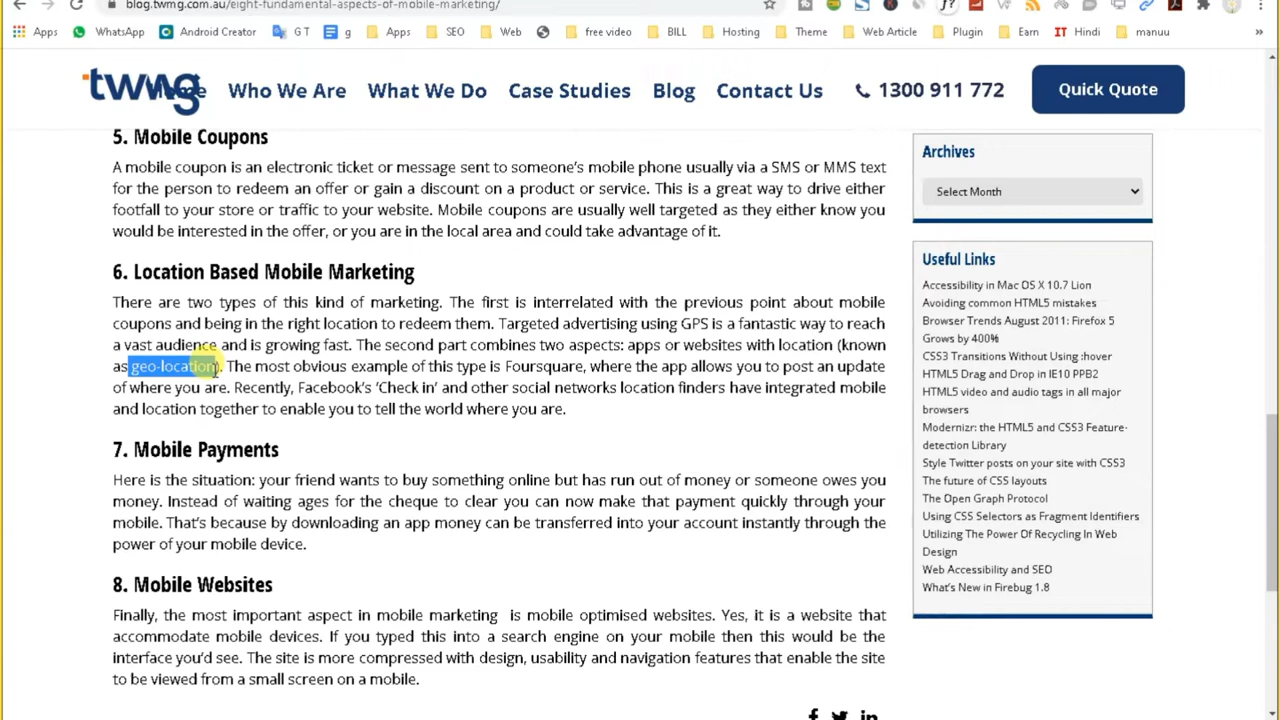 blog.twmg.com.au/eight-fundamental-aspects-of-mobile-marketing/
Apps WhatsApp Android Creator G T g Apps SEO Web free video BILL Hosting Theme Web Article Plugin Earn IT Hindi manuu »
twmg Home Who We Are What We Do Case Studies Blog Contact Us 1300 911 772 Quick Quote
5. Mobile Coupons
A mobile coupon is an electronic ticket or message sent to someone's mobile phone usually via a SMS or MMS text
for the person to redeem an offer or gain a discount on a product or service. This is a great way to drive either
footfall to your store or traffic to your website. Mobile coupons are usually well targeted as they either know you
would be interested in the offer, or you are in the local area and could take advantage of it.
6. Location Based Mobile Marketing
There are two types of this kind of marketing. The first is interrelated with the previous point about mobile
coupons and being in the right location to redeem them. Targeted advertising using GPS is a fantastic way to reach
a vast audience and is growing fast. The second part combines two aspects: apps or websites with location (known
as geo-location). The most obvious example of this type is Foursquare, where the app allows you to post an update
of where you are. Recently, Facebook's 'Check in' and other social networks location finders have integrated mobile
and location together to enable you to tell the world where you are.
7. Mobile Payments
Here is the situation: your friend wants to buy something online but has run out of money or someone owes you
money. Instead of waiting ages for the cheque to clear you can now make that payment quickly through your
mobile. That's because by downloading an app money can be transferred into your account instantly through the
power of your mobile device.
8. Mobile Websites
Finally, the most important aspect in mobile marketing is mobile optimised websites. Yes, it is a website that
accommodate mobile devices. If you typed this into a search engine on your mobile then this would be the
interface you'd see. The site is more compressed with design, usability and navigation features that enable the site
to be viewed from a small screen on a mobile.
Archives
Select Month
Useful Links
Accessibility in Mac OS X 10.7 Lion
Avoiding common HTML5 mistakes
Browser Trends August 2011: Firefox 5
Grows by 400%
CSS3 Transitions Without Using :hover
HTML5 Drag and Drop in IE10 PPB2
HTML5 video and audio tags in all major
browsers
Modernizr: the HTML5 and CSS3 Feature-
detection Library
Style Twitter posts on your site with CSS3
The future of CSS layouts
The Open Graph Protocol
Using CSS Selectors as Fragment Identifiers
Utilizing The Power Of Recycling In Web
Design
Web Accessibility and SEO
What's New in Firebug 1.8